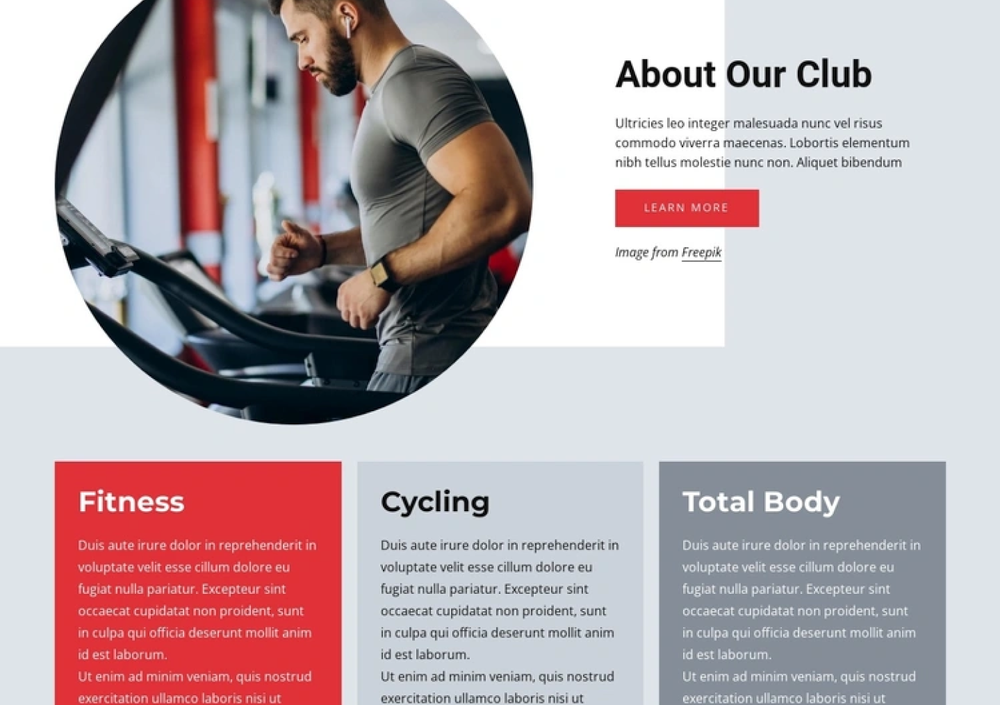 About Our Club
Ultricies leo integer malesuada nunc vel risus
commodo viverra maecenas. Lobortis elementum
nibh tellus molestie nunc non. Aliquet bibendum
LEARN MORE
Image from Freepik
Fitness
Duis aute irure dolor in reprehenderit in
voluptate velit esse cillum dolore eu
fugiat nulla pariatur. Excepteur sint
occaecat cupidatat non proident, sunt
in culpa qui officia deserunt mollit anim
id est laborum.
Ut enim ad minim veniam, quis nostrud
exercitation ullamco laboris nisi ut
Cycling
Duis aute irure dolor in reprehenderit in
voluptate velit esse cillum dolore eu
fugiat nulla pariatur. Excepteur sint
occaecat cupidatat non proident, sunt
in culpa qui officia deserunt mollit anim
id est laborum.
Ut enim ad minim veniam, quis nostrud
exercitation ullamco laboris nisi ut
Total Body
Duis aute irure dolor in reprehenderit in
voluptate velit esse cillum dolore eu
fugiat nulla pariatur. Excepteur sint
occaecat cupidatat non proident, sunt
in culpa qui officia deserunt mollit anim
id est laborum.
Ut enim ad minim veniam, quis nostrud
exercitation ullamco laboris nisi ut